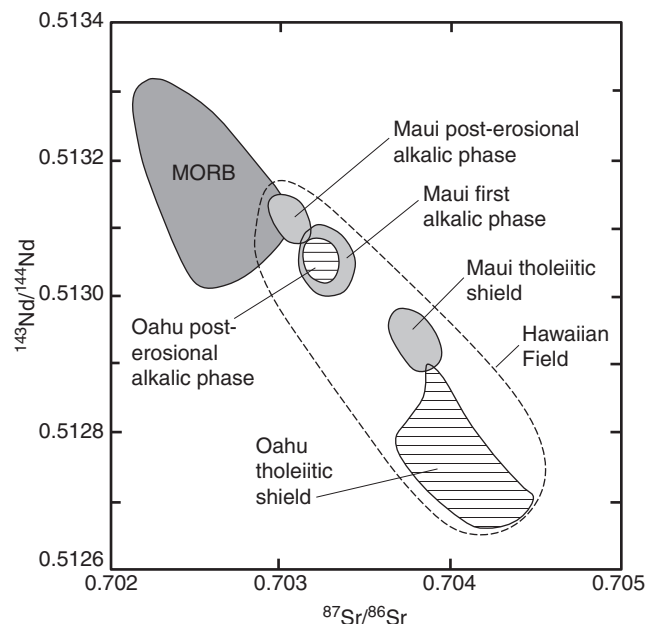 0.5134
0.5132
0.5130
0.5128
0.5126
¹⁴³Nd/¹⁴⁴Nd
MORB
Maui post-erosional
alkalic phase
Maui first
alkalic phase
Maui tholeiitic
shield
Hawaiian
Field
Oahu post-
erosional
alkalic phase
Oahu
tholeiitic
shield
0.702
0.703
0.704
0.705
⁸⁷Sr/⁸⁶Sr